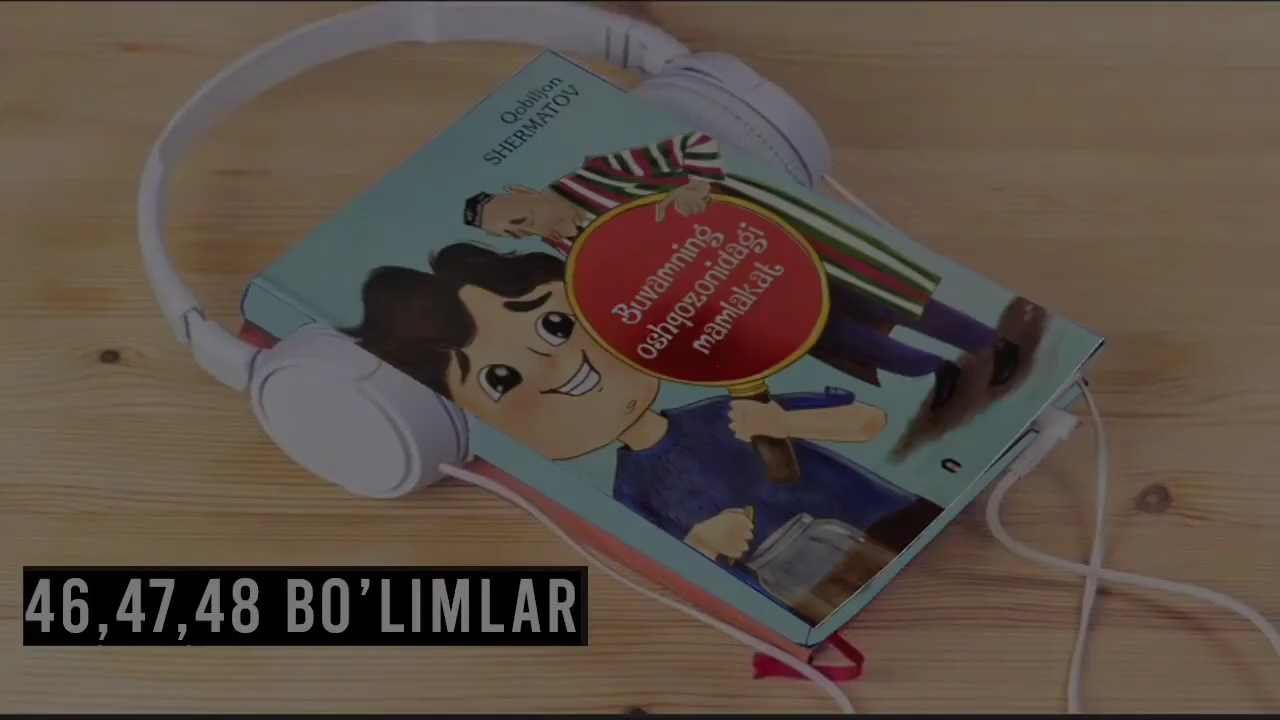 Qobiljon
SHERMATOV
Buvamning
oshqozonidagi
mamlakat
46,47,48 BO’LIMLAR